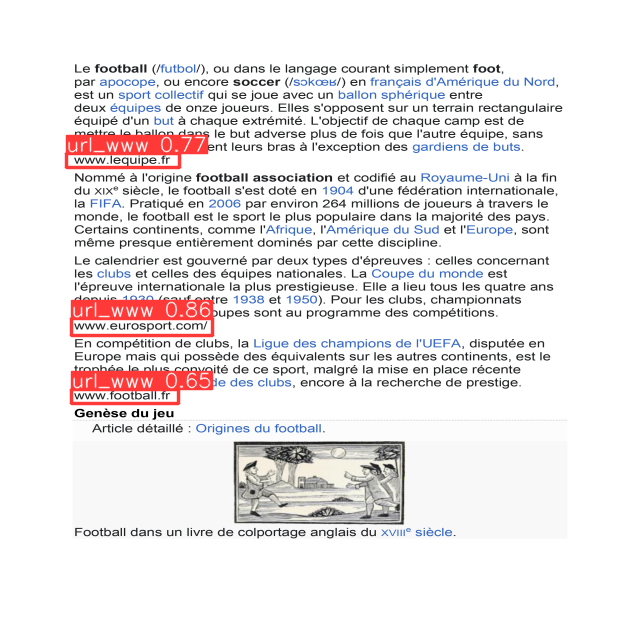 Le football (/futbol/), ou dans le langage courant simplement foot,
par apocope, ou encore soccer (/sɔkœʁ/) en français d'Amérique du Nord,
est un sport collectif qui se joue avec un ballon sphérique entre
deux équipes de onze joueurs. Elles s'opposent sur un terrain rectangulaire
équipé d'un but à chaque extrémité. L'objectif de chaque camp est de
mettre le ballon dans le but adverse plus de fois que l'autre équipe, sans
url_www 0.77 ent leurs bras à l'exception des gardiens de buts.
www.lequipe.fr
Nommé à l'origine football association et codifié au Royaume-Uni à la fin
du XIXe siècle, le football s'est doté en 1904 d'une fédération internationale,
la FIFA. Pratiqué en 2006 par environ 264 millions de joueurs à travers le
monde, le football est le sport le plus populaire dans la majorité des pays.
Certains continents, comme l'Afrique, l'Amérique du Sud et l'Europe, sont
même presque entièrement dominés par cette discipline.
Le calendrier est gouverné par deux types d'épreuves : celles concernant
les clubs et celles des équipes nationales. La Coupe du monde est
l'épreuve internationale la plus prestigieuse. Elle a lieu tous les quatre ans
depuis 1930 (sauf entre 1938 et 1950). Pour les clubs, championnats
url_www 0.86 oupes sont au programme des compétitions.
www.eurosport.com/
En compétition de clubs, la Ligue des champions de l'UEFA, disputée en
Europe mais qui possède des équivalents sur les autres continents, est le
trophée le plus convoité de ce sport, malgré la mise en place récente
url_www 0.65 de des clubs, encore à la recherche de prestige.
www.football.fr
Genèse du jeu
Article détaillé : Origines du football.
Football dans un livre de colportage anglais du XVIIIe siècle.